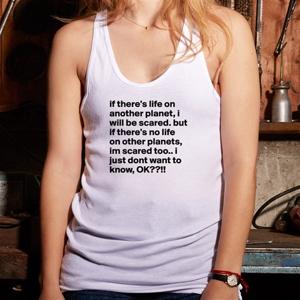 if there's life on
another planet, i
will be scared. but
if there's no life
on other planets,
im scared too.. i
just dont want to
know, OK??!!